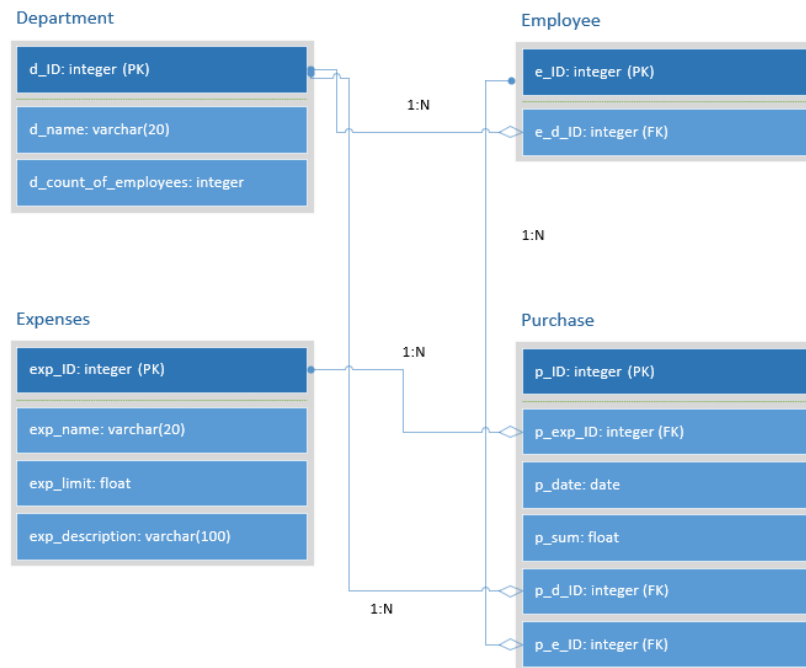 Department
d_ID: integer (PK)
d_name: varchar(20)
d_count_of_employees: integer
Employee
e_ID: integer (PK)
e_d_ID: integer (FK)
1:N
1:N
Expenses
exp_ID: integer (PK)
exp_name: varchar(20)
exp_limit: float
exp_description: varchar(100)
1:N
1:N
Purchase
p_ID: integer (PK)
p_exp_ID: integer (FK)
p_date: date
p_sum: float
p_d_ID: integer (FK)
p_e_ID: integer (FK)